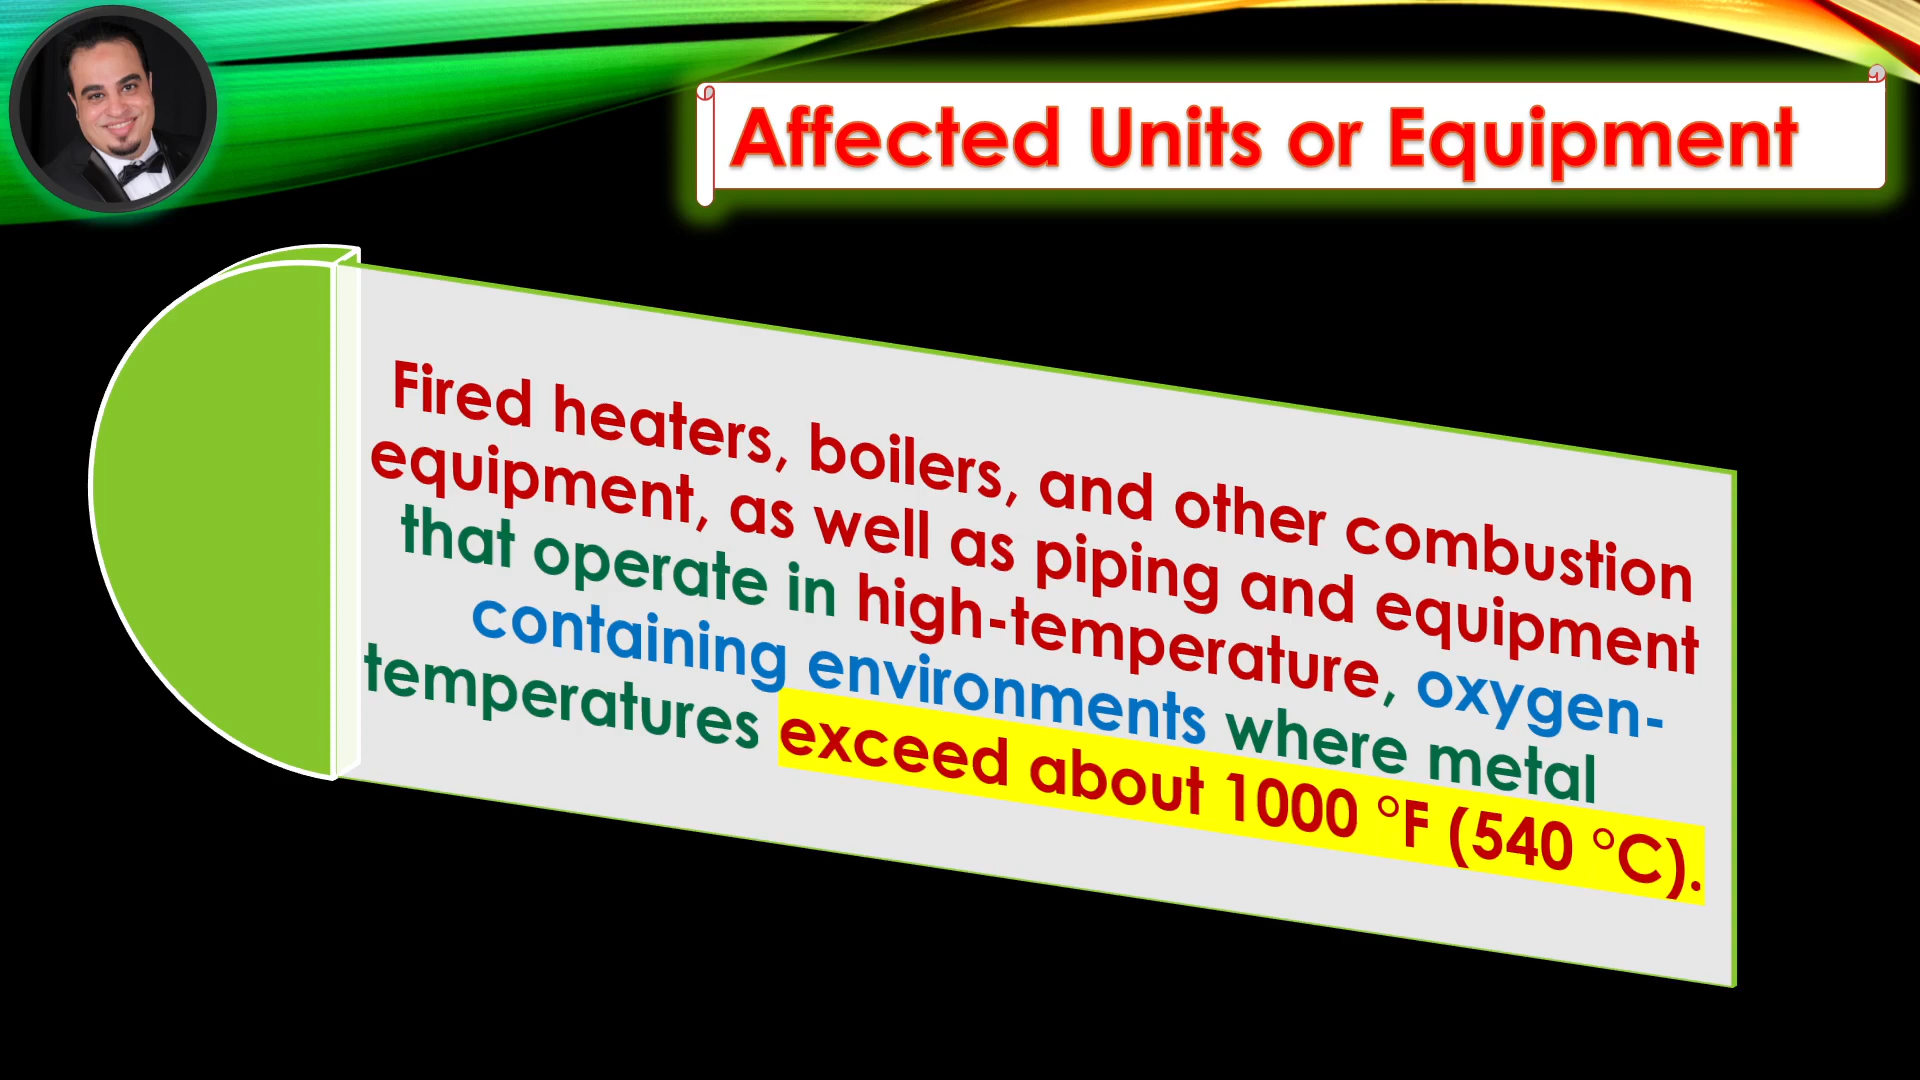 Affected Units or Equipment
Fired heaters, boilers, and other combustion
equipment, as well as piping and equipment
that operate in high-temperature, oxygen-
containing environments where metal
temperatures exceed about 1000 °F (540 °C).